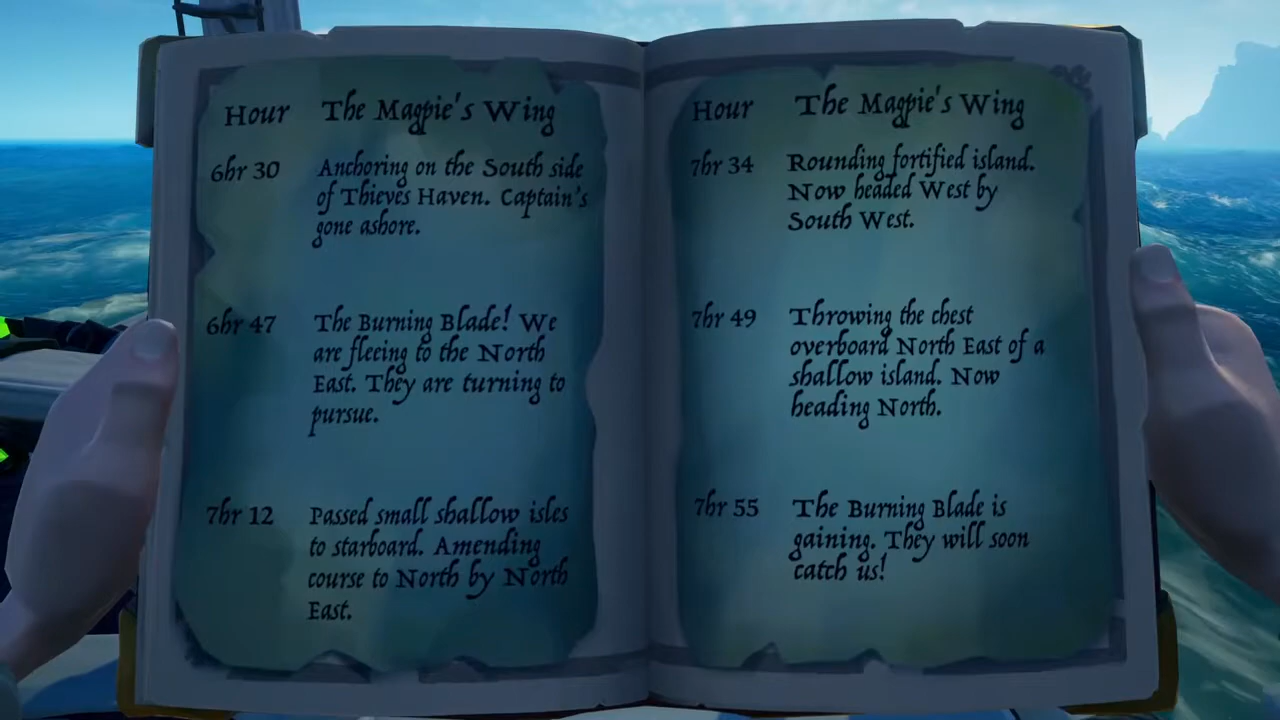 Hour The Magpie's Wing
6hr 30 Anchoring on the South side
of Thieves Haven. Captain's
gone ashore.
6hr 47 The Burning Blade! We
are fleeing to the North
East. They are turning to
pursue.
7hr 12 Passed small shallow isles
to starboard. Amending
course to North by North
East.
Hour The Magpie's Wing
7hr 34 Rounding fortified island.
Now headed West by
South West.
7hr 49 Throwing the chest
overboard North East of a
shallow island. Now
heading North.
7hr 55 The Burning Blade is
gaining. They will soon
catch us!